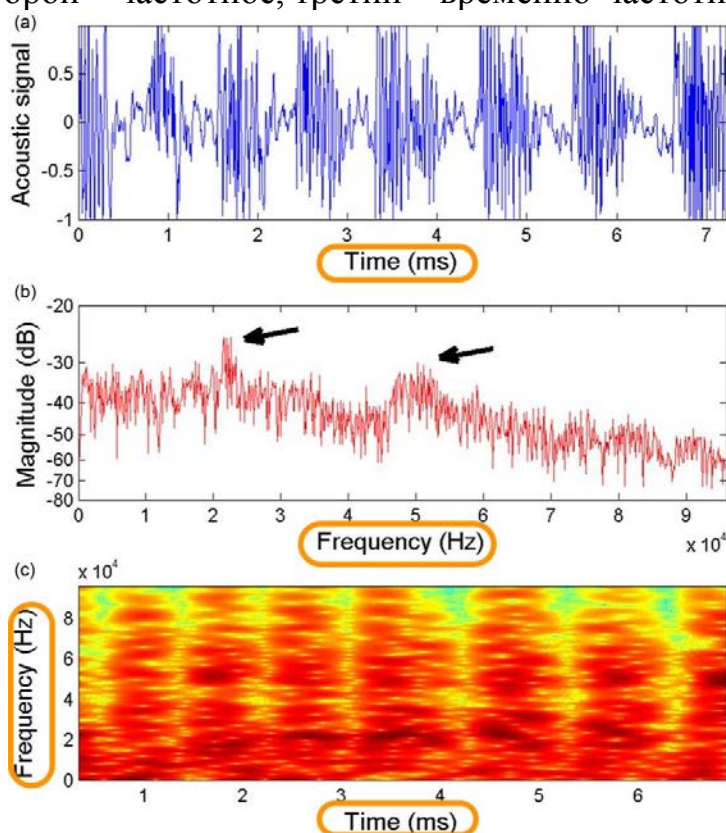 частотное, третий
(a)
0.5
0
-0.5
-1
Acoustic signal
0 1 2 3 4 5 6 7
Time (ms)
(b)
-20
-30
-40
-50
-60
-70
-80
Magnitude (dB)
0 1 2 3 4 5 6 7 8 9
x 10⁴
Frequency (Hz)
(c)
x 10⁴
8
6
4
2
0
Frequency (Hz)
1 2 3 4 5 6
Time (ms)